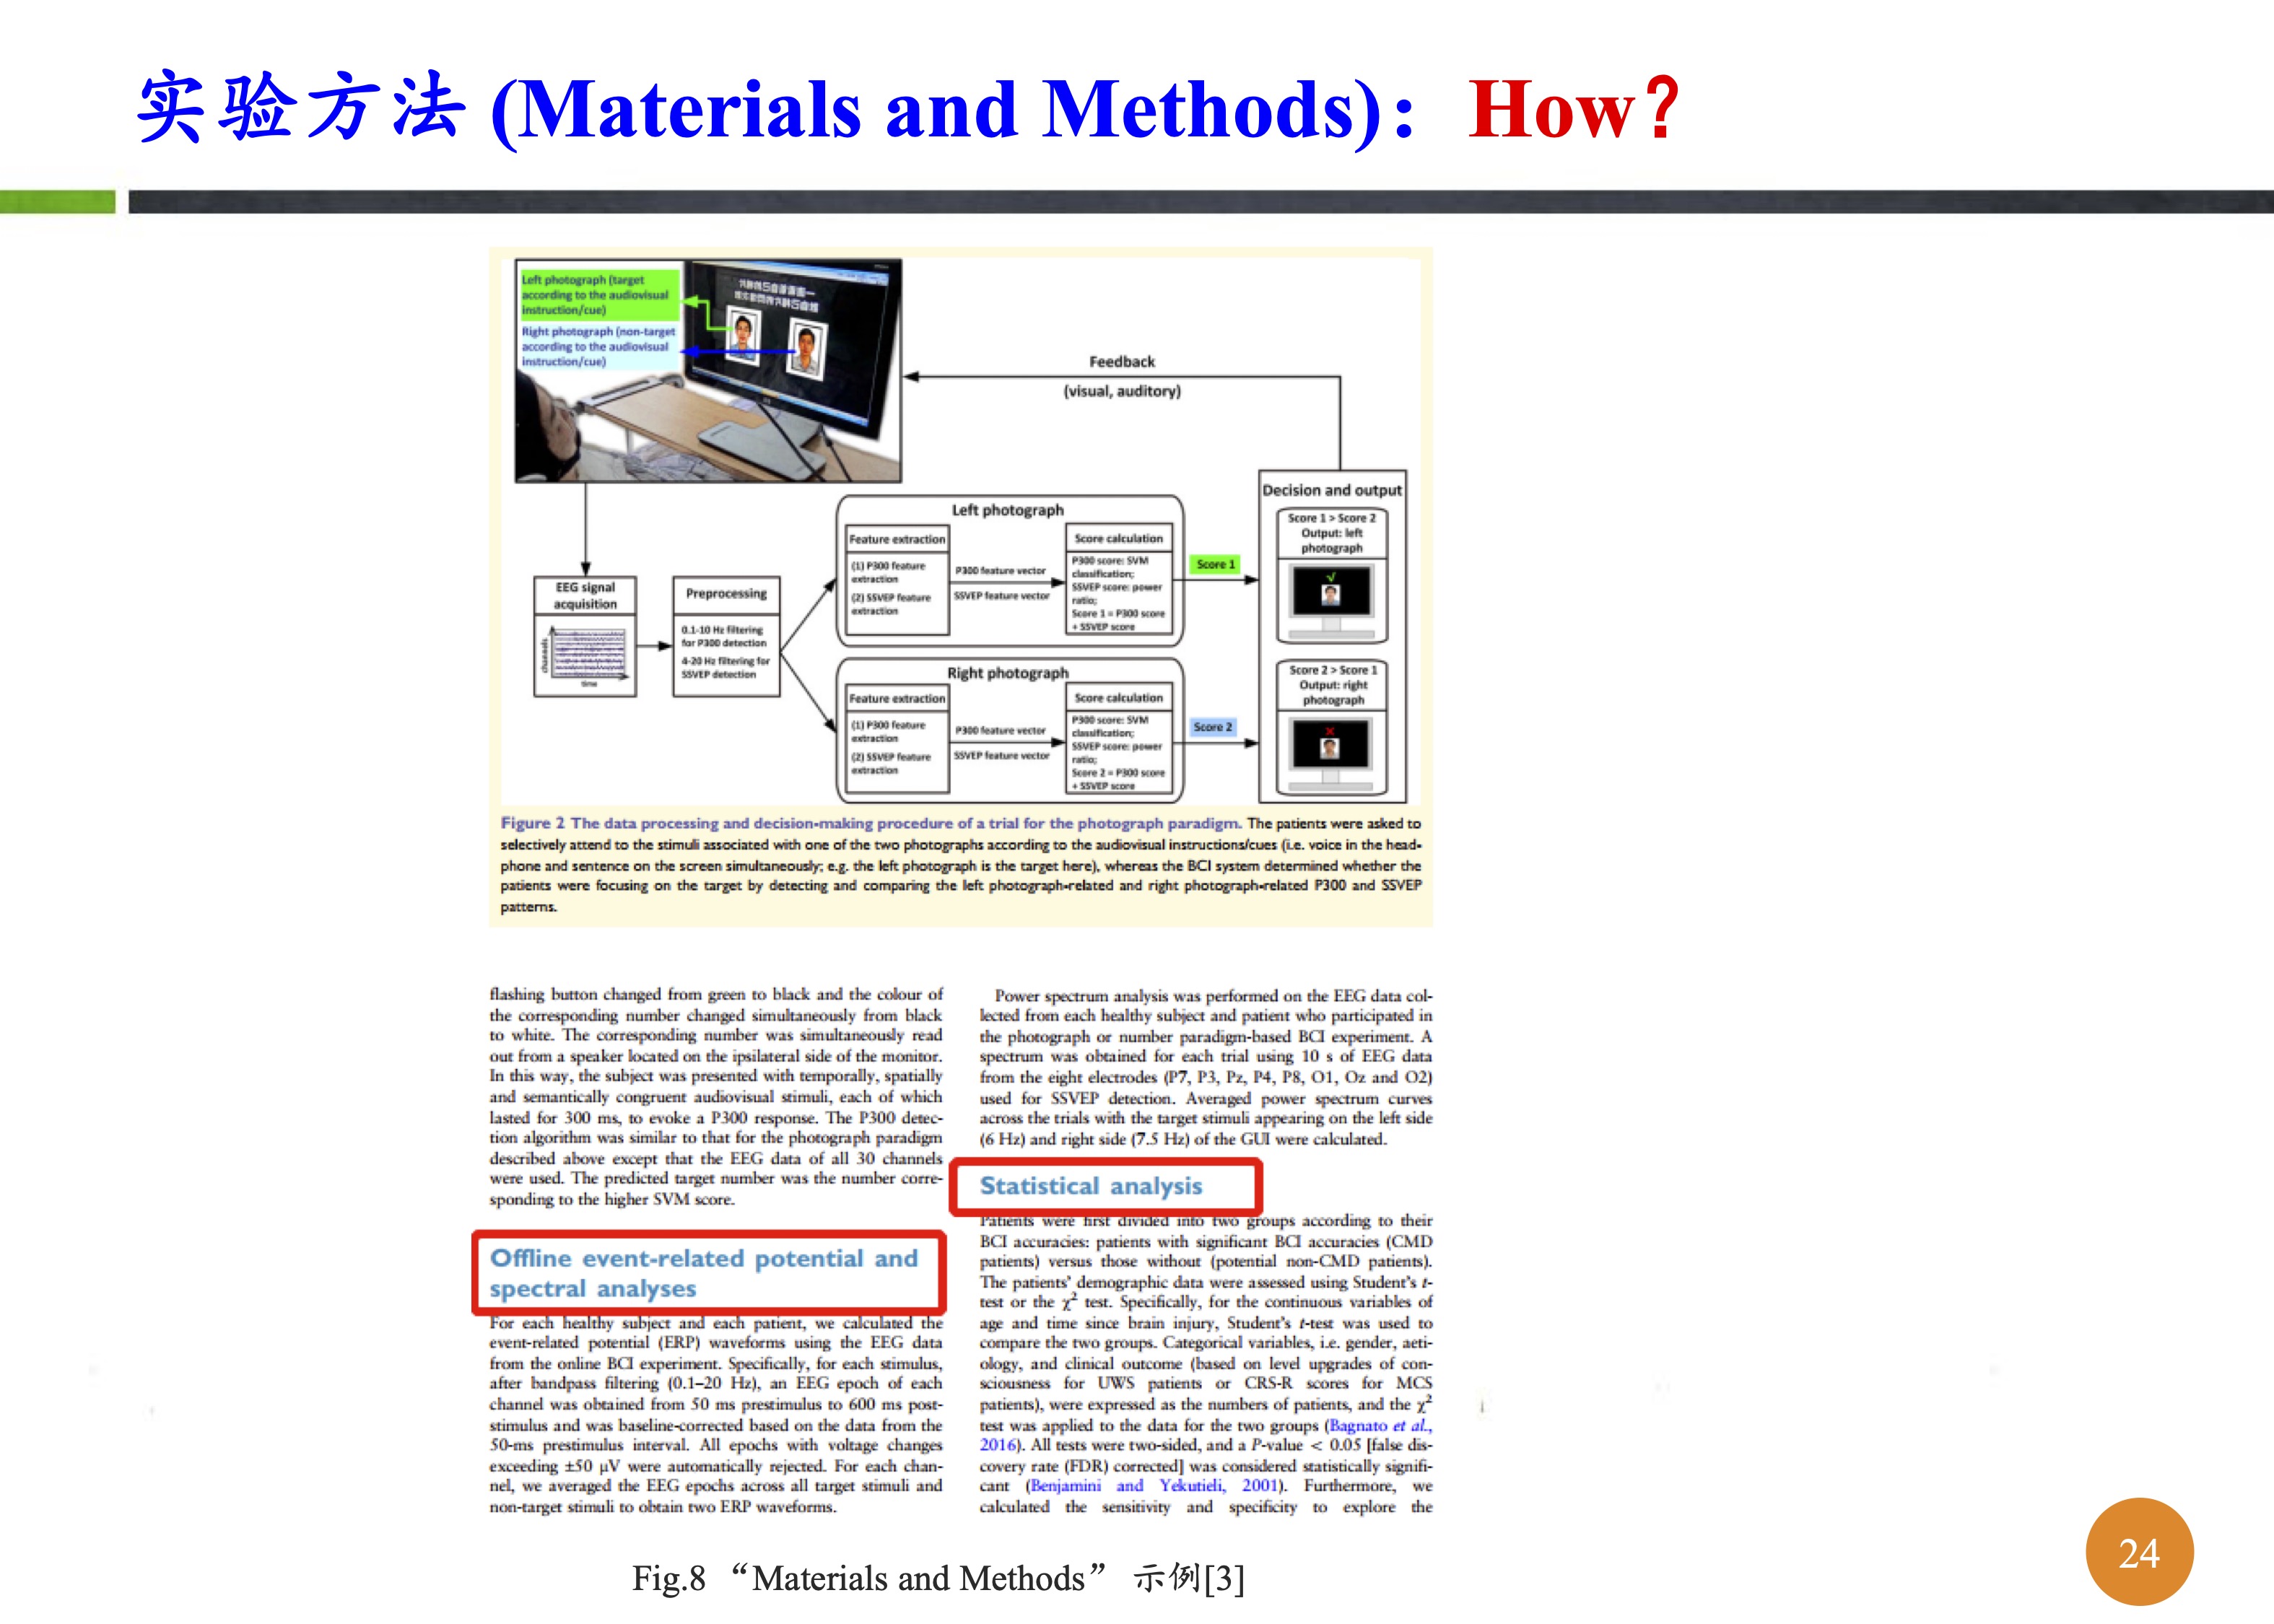 实验方法 (Materials and Methods): How?
Left photograph (target
according to the audiovisual
instruction/cue)
Right photograph (non-target
according to the audiovisual
instruction/cue)
Feedback
(visual, auditory)
EEG signal
acquisition
channels
time
Preprocessing
0.1-10 Hz filtering
for P300 detection
4-20 Hz filtering for
SSVEP detection
Left photograph
Feature extraction
(1) P300 feature
extraction
(2) SSVEP feature
extraction
P300 feature vector
SSVEP feature vector
Score calculation
P300 score: SVM
classification;
SSVEP score: power
ratio;
Score 1 = P300 score
+ SSVEP score
Score 1
Right photograph
Feature extraction
(1) P300 feature
extraction
(2) SSVEP feature
extraction
P300 feature vector
SSVEP feature vector
Score calculation
P300 score: SVM
classification;
SSVEP score: power
ratio;
Score 2 = P300 score
+ SSVEP score
Score 2
Decision and output
Score 1 > Score 2
Output: left
photograph
Score 2 > Score 1
Output: right
photograph
Figure 2 The data processing and decision-making procedure of a trial for the photograph paradigm. The patients were asked to
selectively attend to the stimuli associated with one of the two photographs according to the audiovisual instructions/cues (i.e. voice in the head-
phone and sentence on the screen simultaneously; e.g. the left photograph is the target here), whereas the BCI system determined whether the
patients were focusing on the target by detecting and comparing the left photograph-related and right photograph-related P300 and SSVEP
patterns.
flashing button changed from green to black and the colour of
the corresponding number changed simultaneously from black
to white. The corresponding number was simultaneously read
out from a speaker located on the ipsilateral side of the monitor.
In this way, the subject was presented with temporally, spatially
and semantically congruent audiovisual stimuli, each of which
lasted for 300 ms, to evoke a P300 response. The P300 detec-
tion algorithm was similar to that for the photograph paradigm
described above except that the EEG data of all 30 channels
were used. The predicted target number was the number corre-
sponding to the higher SVM score.
Offline event-related potential and
spectral analyses
For each healthy subject and each patient, we calculated the
event-related potential (ERP) waveforms using the EEG data
from the online BCI experiment. Specifically, for each stimulus,
after bandpass filtering (0.1–20 Hz), an EEG epoch of each
channel was obtained from 50 ms prestimulus to 600 ms post-
stimulus and was baseline-corrected based on the data from the
50-ms prestimulus interval. All epochs with voltage changes
exceeding ±50 µV were automatically rejected. For each chan-
nel, we averaged the EEG epochs across all target stimuli and
non-target stimuli to obtain two ERP waveforms.
Power spectrum analysis was performed on the EEG data col-
lected from each healthy subject and patient who participated in
the photograph or number paradigm-based BCI experiment. A
spectrum was obtained for each trial using 10 s of EEG data
from the eight electrodes (P7, P3, Pz, P4, P8, O1, Oz and O2)
used for SSVEP detection. Averaged power spectrum curves
across the trials with the target stimuli appearing on the left side
(6 Hz) and right side (7.5 Hz) of the GUI were calculated.
Statistical analysis
Patients were first divided into two groups according to their
BCI accuracies: patients with significant BCI accuracies (CMD
patients) versus those without (potential non-CMD patients).
The patients' demographic data were assessed using Student's t-
test or the χ² test. Specifically, for the continuous variables of
age and time since brain injury, Student's t-test was used to
compare the two groups. Categorical variables, i.e. gender, aeti-
ology, and clinical outcome (based on level upgrades of con-
sciousness for UWS patients or CRS-R scores for MCS
patients), were expressed as the numbers of patients, and the χ²
test was applied to the data for the two groups (Bagnato et al.,
2016). All tests were two-sided, and a P-value < 0.05 [false dis-
covery rate (FDR) corrected] was considered statistically signifi-
cant (Benjamini and Yekutieli, 2001). Furthermore, we
calculated the sensitivity and specificity to explore the
Fig.8 “Materials and Methods” 示例[3]
24